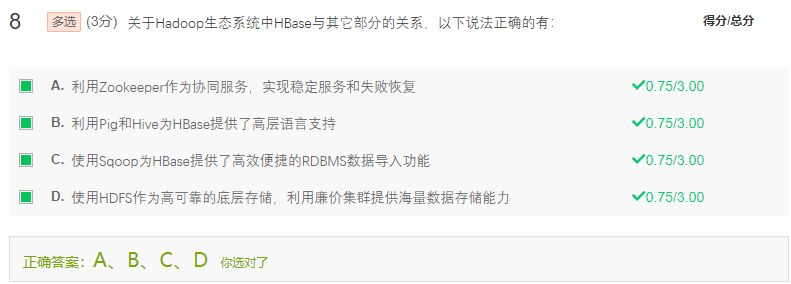 8 多选 (3分) 关于Hadoop生态系统中HBase与其它部分的关系，以下说法正确的有： 得分/总分
A. 利用Zookeeper作为协同服务，实现稳定服务和失败恢复 0.75/3.00
B. 利用Pig和Hive为HBase提供了高层语言支持 0.75/3.00
C. 使用Sqoop为HBase提供了高效便捷的RDBMS数据导入功能 0.75/3.00
D. 使用HDFS作为高可靠的底层存储，利用廉价集群提供海量数据存储能力 0.75/3.00
正确答案：A、B、C、D 你选对了